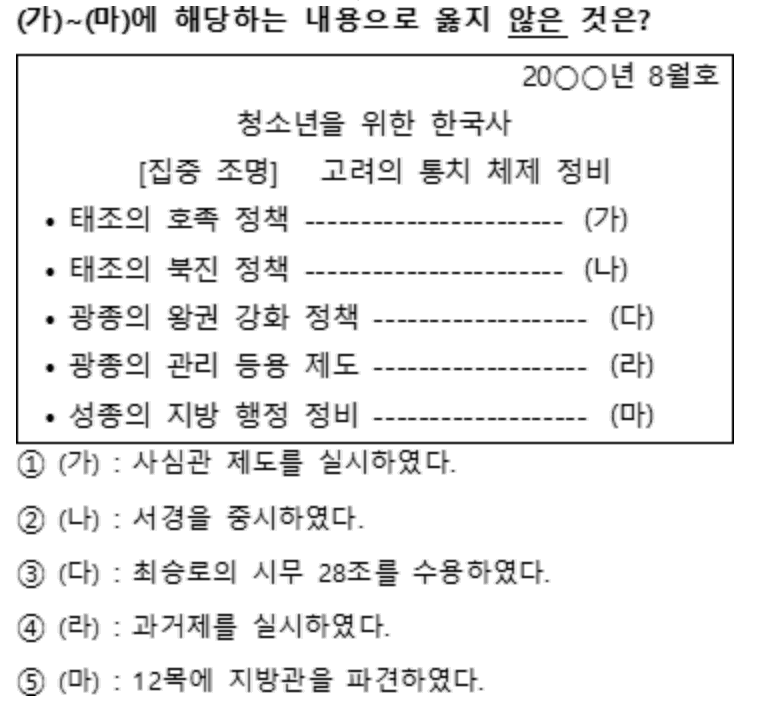 (가)~(마)에 해당하는 내용으로 옳지 않은 것은?
20○○년 8월호
청소년을 위한 한국사
[집중 조명] 고려의 통치 체제 정비
• 태조의 호족 정책 ----------------------- (가)
• 태조의 북진 정책 ----------------------- (나)
• 광종의 왕권 강화 정책 ------------------- (다)
• 광종의 관리 등용 제도 ------------------- (라)
• 성종의 지방 행정 정비 ------------------- (마)
① (가) : 사심관 제도를 실시하였다.
② (나) : 서경을 중시하였다.
③ (다) : 최승로의 시무 28조를 수용하였다.
④ (라) : 과거제를 실시하였다.
⑤ (마) : 12목에 지방관을 파견하였다.